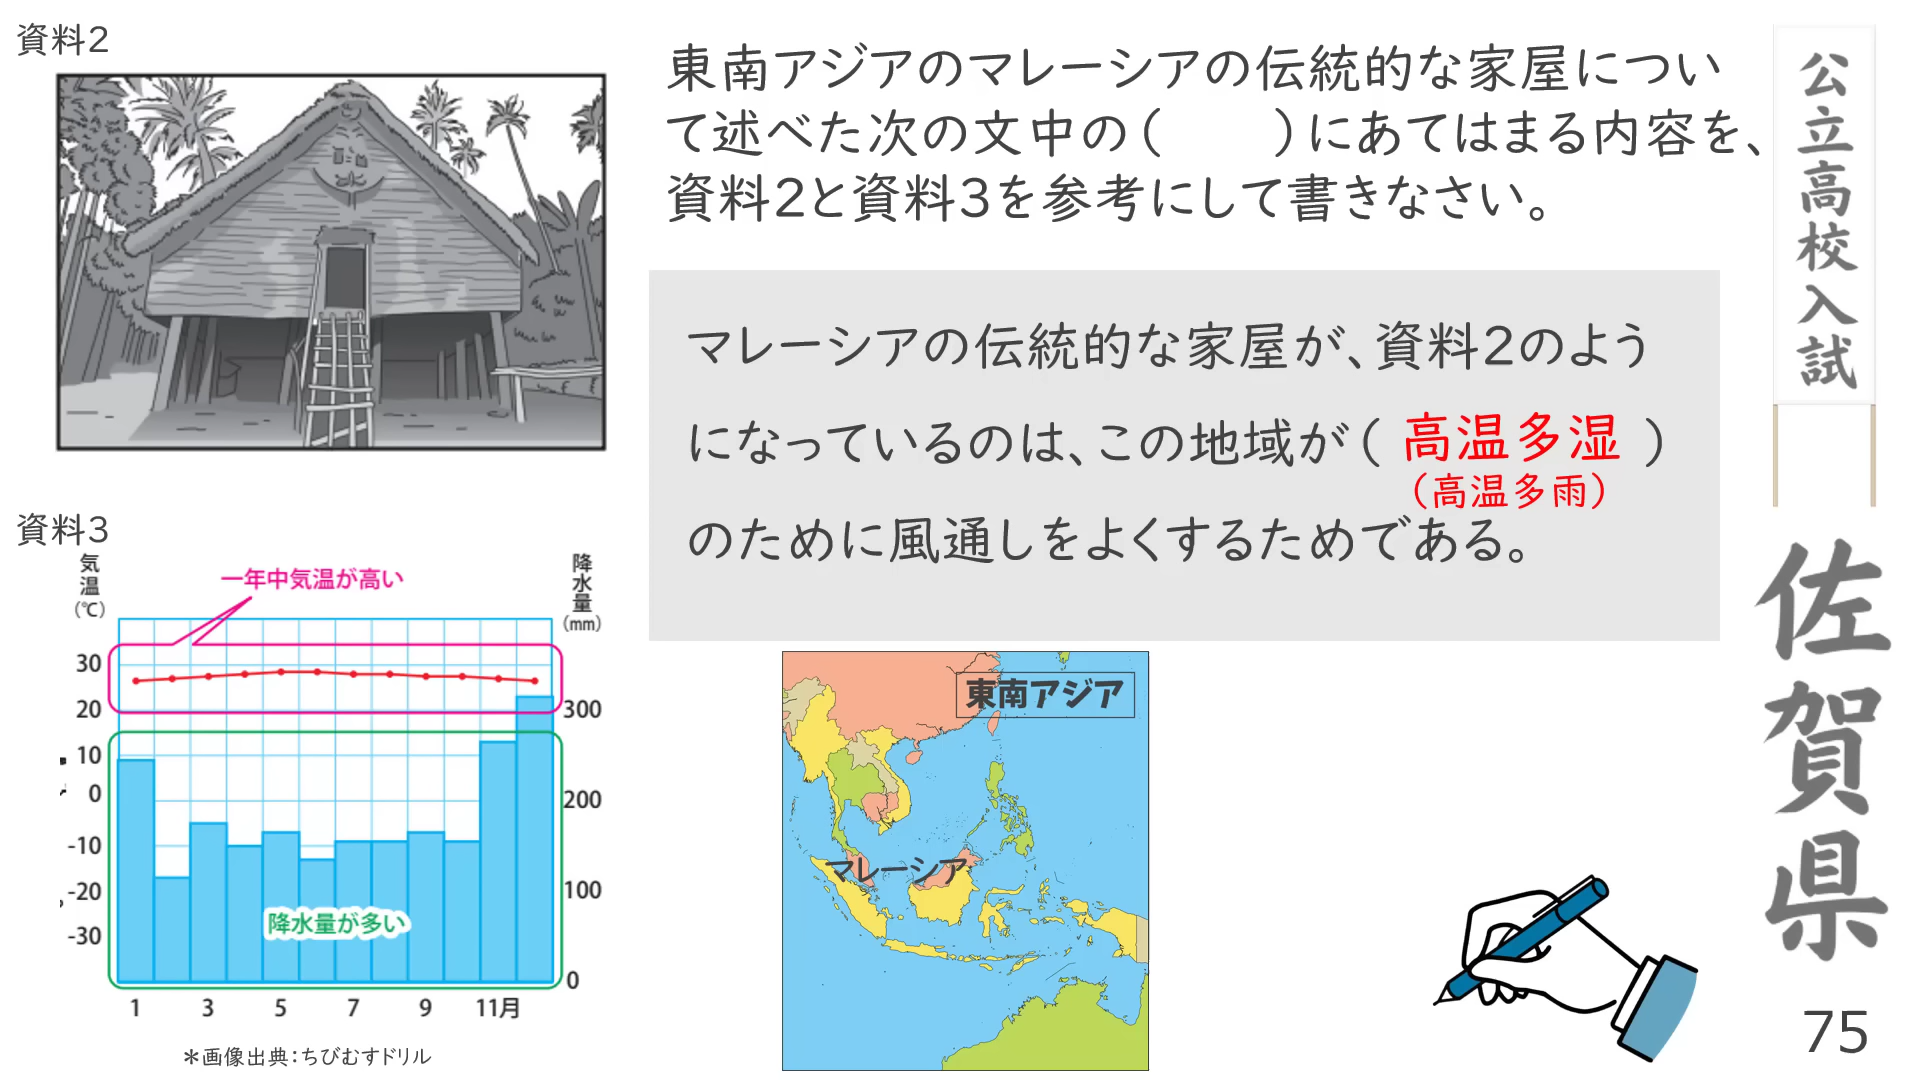 資料2
東南アジアのマレーシアの伝統的な家屋につい
て述べた次の文中の（　　）にあてはまる内容を、
資料2と資料3を参考にして書きなさい。
マレーシアの伝統的な家屋が、資料2のよう
になっているのは、この地域が（ 高温多湿 ）
（高温多雨）
のために風通しをよくするためである。
資料3
気温(℃)
降水量(mm)
一年中気温が高い
30
20
10
0
-10
-20
-30
300
200
100
0
降水量が多い
1 3 5 7 9 11月
＊画像出典：ちびむすドリル
東南アジア
マレーシア
公立高校入試
佐賀県
75